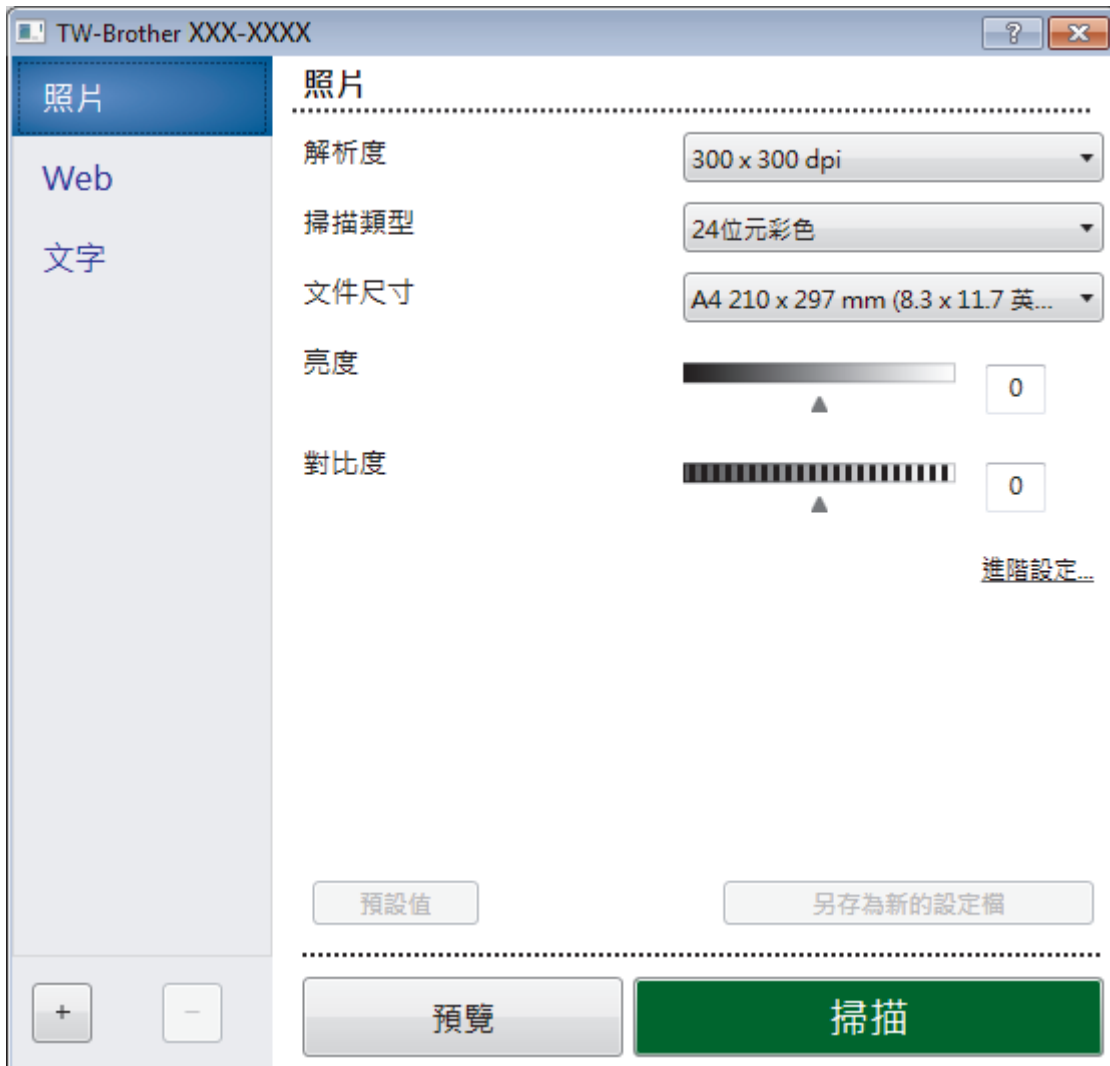 TW-Brother XXX-XXXX
照片
Web
文字
照片
解析度
300 x 300 dpi
掃描類型
24位元彩色
文件尺寸
A4 210 x 297 mm (8.3 x 11.7 英...
亮度
0
對比度
0
進階設定...
預設值
另存為新的設定檔
+
−
預覽
掃描